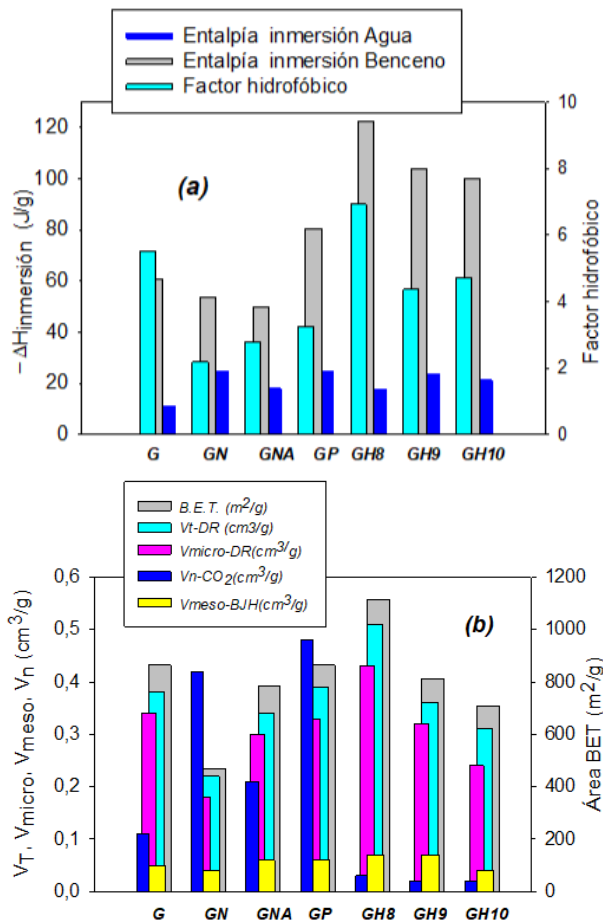 Entalpía inmersión Agua
Entalpía inmersión Benceno
Factor hidrofóbico
(a)
− ΔHinmersión (J/g)
120
100
80
60
40
20
0
Factor hidrofóbico
10
8
6
4
2
0
G GN GNA GP GH8 GH9 GH10
B.E.T. (m²/g)
Vt-DR (cm3/g)
Vmicro-DR(cm³/g)
Vn-CO₂(cm³/g)
Vmeso-BJH(cm³/g)
(b)
VT, Vmicro, Vmeso, Vn (cm³/g)
0,6
0,5
0,4
0,3
0,2
0,1
0,0
Área BET (m²/g)
1200
1000
800
600
400
200
0
G GN GNA GP GH8 GH9 GH10